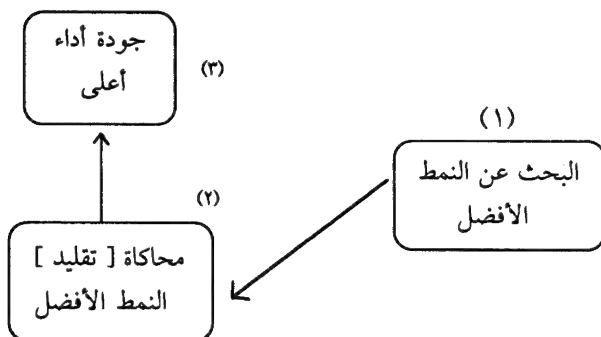 (١)
البحث عن النمط
الأفضل
(٢)
محاكاة [ تقليد ]
النمط الأفضل
(٣)
جودة أداء
أعلى